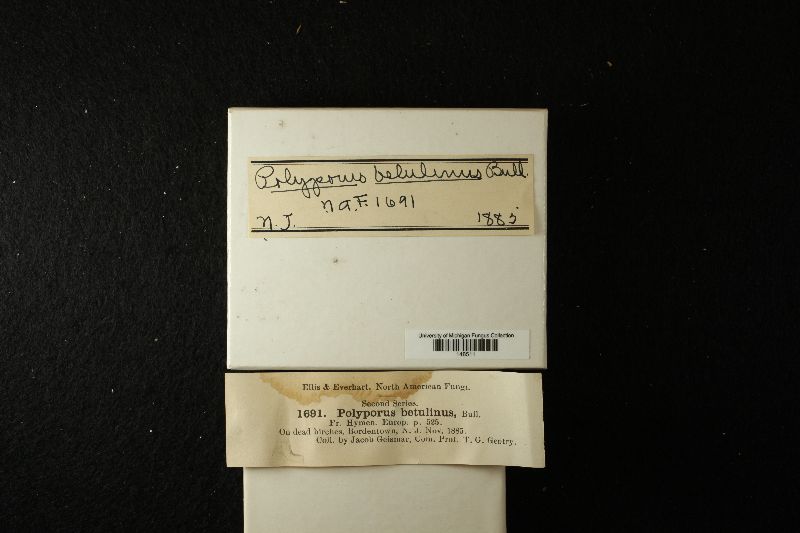 Polyporus betulinus Bull.
N.A.F. 1691
N.J. 1885
University of Michigan Fungus Collection
Ellis & Everhart. North American Fungi.
Second Series.
1691. Polyporus betulinus, Bull.
Fr. Hymen. Europ. p. 525.
On dead birches, Bordentown, N. J. Nov. 1885.
Coll. by Jacob Geismar, Com. Prof. T. G. Gentry.